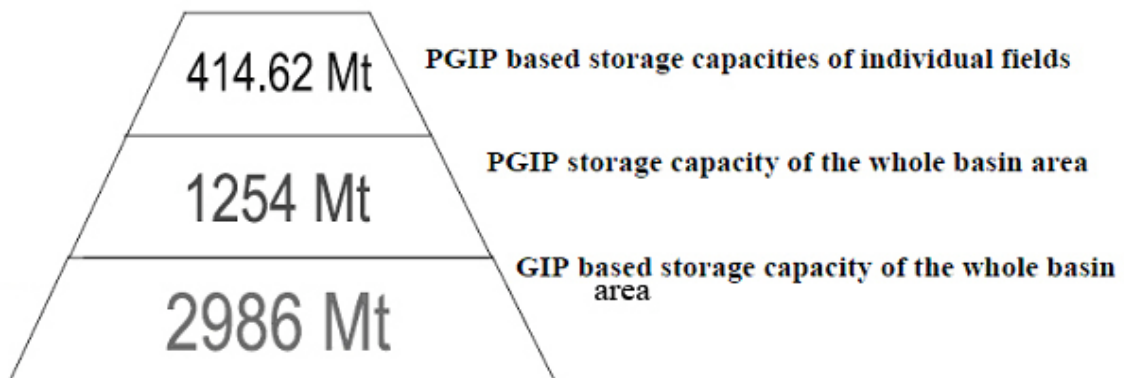 414.62 Mt
PGIP based storage capacities of individual fields
1254 Mt
PGIP storage capacity of the whole basin area
2986 Mt
GIP based storage capacity of the whole basin
area